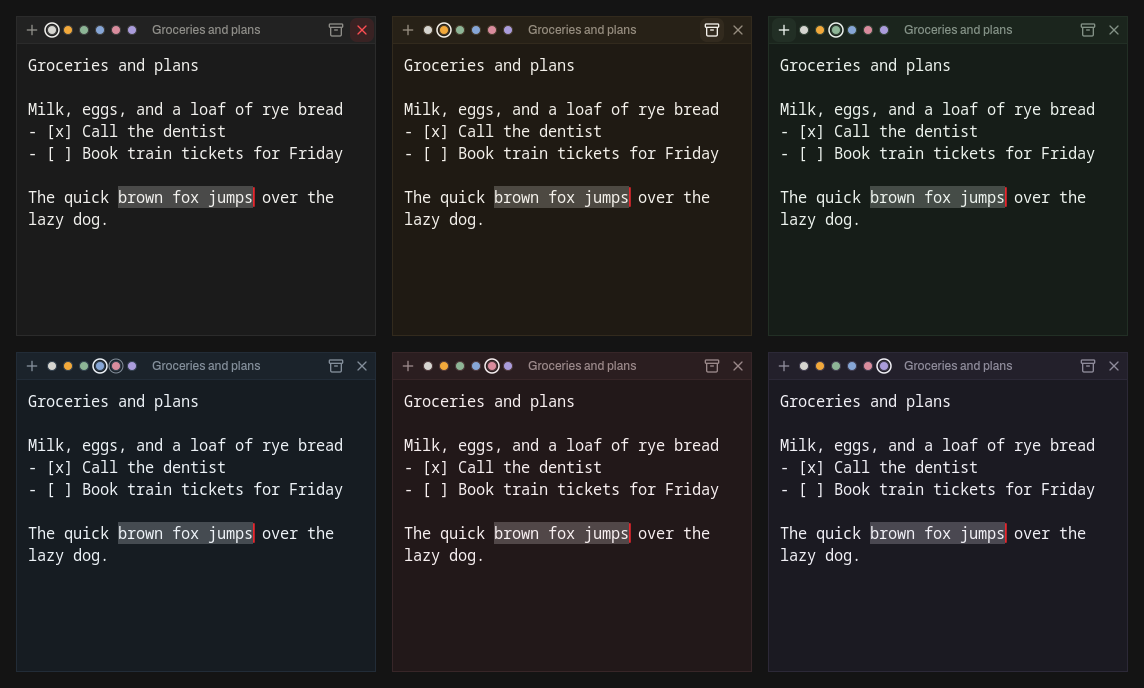 Groceries and plans
Groceries and plans

Milk, eggs, and a loaf of rye bread
- [x] Call the dentist
- [ ] Book train tickets for Friday

The quick brown fox jumps over the
lazy dog.

Groceries and plans
Groceries and plans

Milk, eggs, and a loaf of rye bread
- [x] Call the dentist
- [ ] Book train tickets for Friday

The quick brown fox jumps over the
lazy dog.

Groceries and plans
Groceries and plans

Milk, eggs, and a loaf of rye bread
- [x] Call the dentist
- [ ] Book train tickets for Friday

The quick brown fox jumps over the
lazy dog.

Groceries and plans
Groceries and plans

Milk, eggs, and a loaf of rye bread
- [x] Call the dentist
- [ ] Book train tickets for Friday

The quick brown fox jumps over the
lazy dog.

Groceries and plans
Groceries and plans

Milk, eggs, and a loaf of rye bread
- [x] Call the dentist
- [ ] Book train tickets for Friday

The quick brown fox jumps over the
lazy dog.

Groceries and plans
Groceries and plans

Milk, eggs, and a loaf of rye bread
- [x] Call the dentist
- [ ] Book train tickets for Friday

The quick brown fox jumps over the
lazy dog.